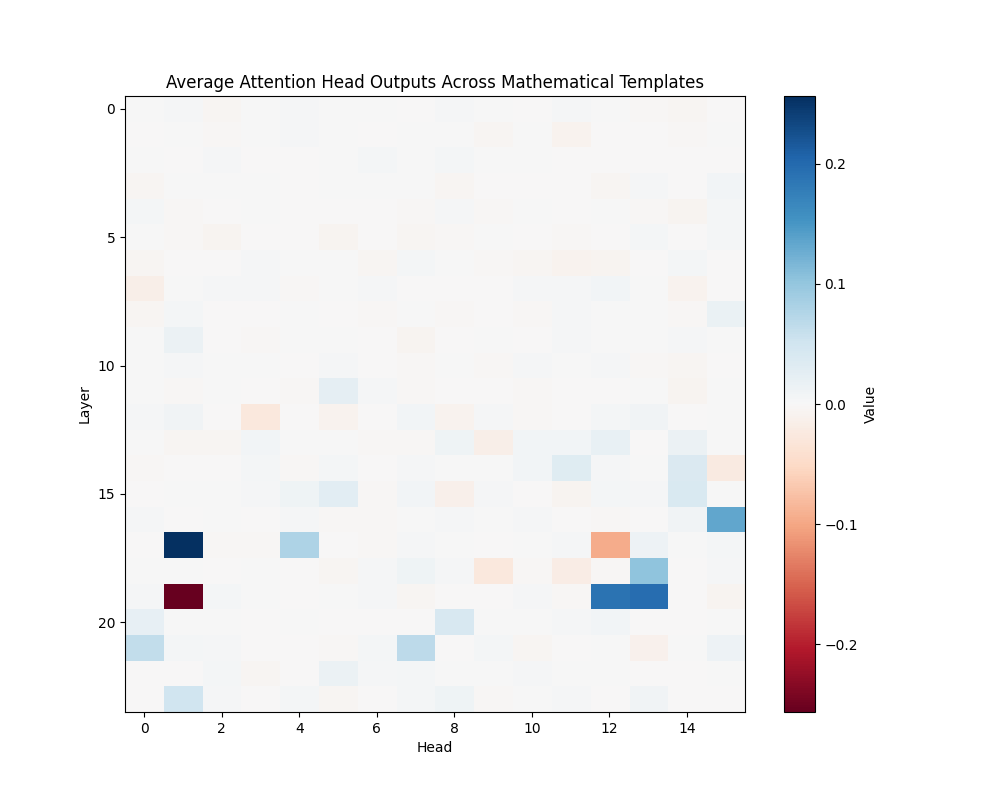 Average Attention Head Outputs Across Mathematical Templates
0
5
10
15
20
Layer
0 2 4 6 8 10 12 14
Head
0.2
0.1
0.0
−0.1
−0.2
Value